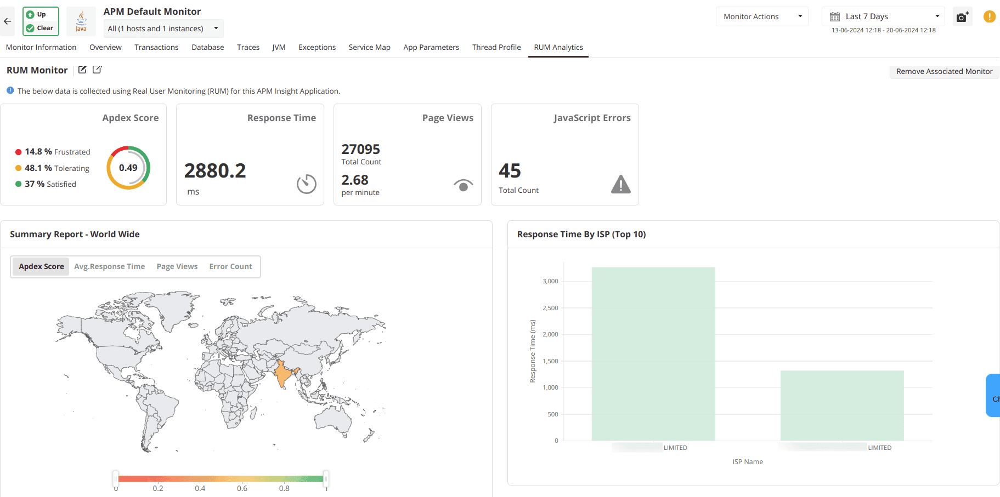 Up
Clear
Java
APM Default Monitor
All (1 hosts and 1 instances)
Monitor Actions
Last 7 Days
13-06-2024 12:18 - 20-06-2024 12:18
Monitor Information Overview Transactions Database Traces JVM Exceptions Service Map App Parameters Thread Profile RUM Analytics
RUM Monitor
Remove Associated Monitor
The below data is collected using Real User Monitoring (RUM) for this APM Insight Application.
Apdex Score
14.8 % Frustrated
48.1 % Tolerating
37 % Satisfied
0.49
Response Time
2880.2
ms
Page Views
27095
Total Count
2.68
per minute
JavaScript Errors
45
Total Count
Summary Report - World Wide
Apdex Score Avg.Response Time Page Views Error Count
0 0.2 0.4 0.6 0.8 1
Response Time By ISP (Top 10)
Response Time (ms)
3,000
2,500
2,000
1,500
1,000
500
0
LIMITED LIMITED
ISP Name